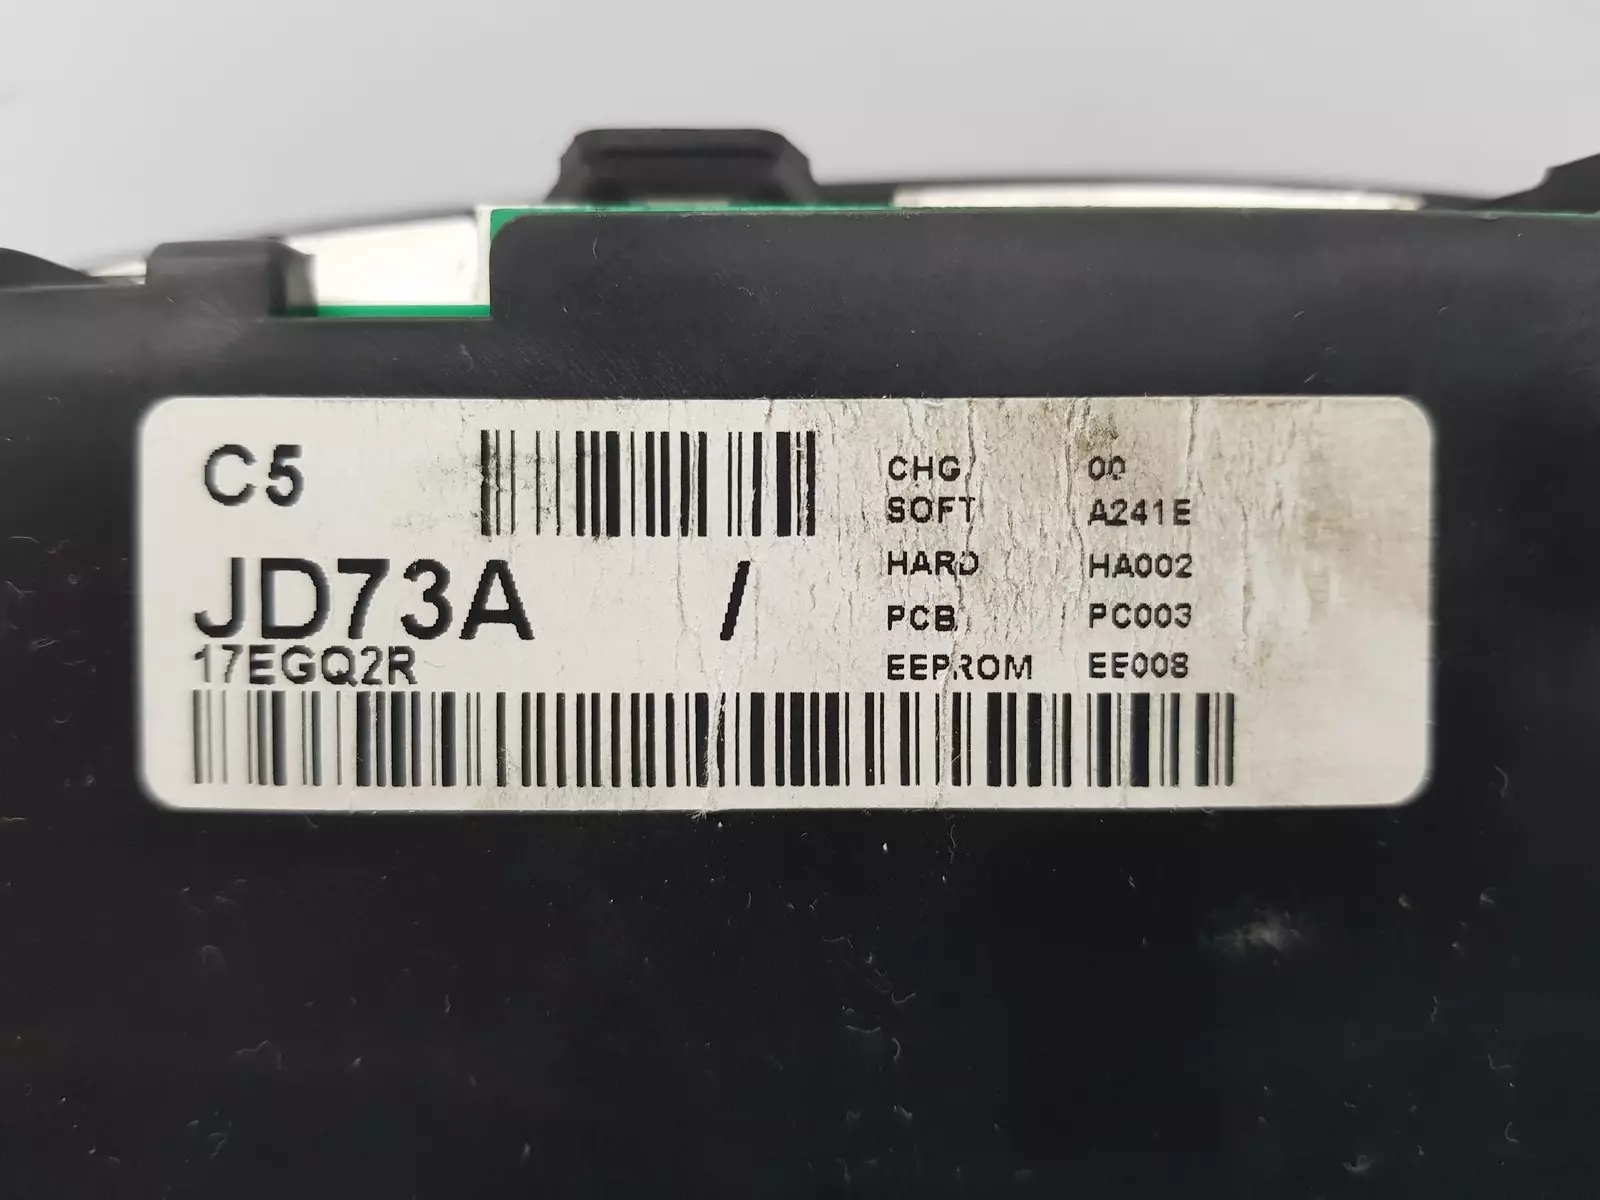 C5
JD73A /
17EGQ2R
CHG 00
SOFT A241E
HARD HA002
PCB PC003
EEPROM EE008